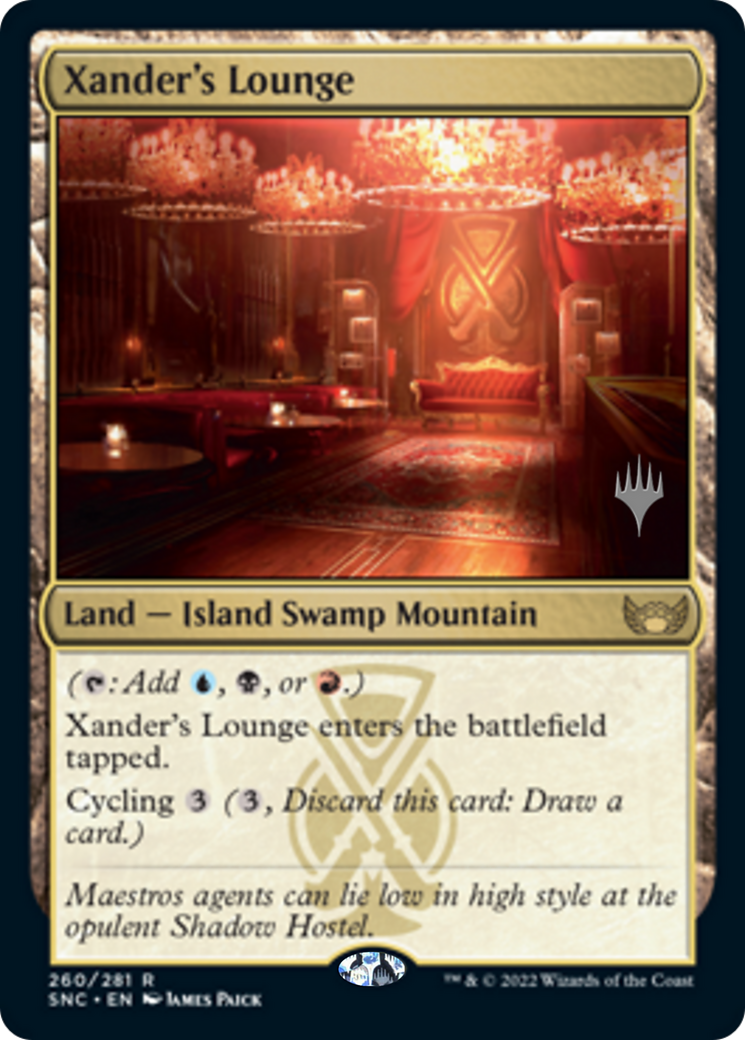 Xander's Lounge
Land — Island Swamp Mountain
(: Add , , or .)
Xander's Lounge enters the battlefield
tapped.
Cycling 3 (3, Discard this card: Draw a
card.)
Maestros agents can lie low in high style at the
opulent Shadow Hostel.
260/281 R
SNC • EN James Paick
™ & © 2022 Wizards of the Coast